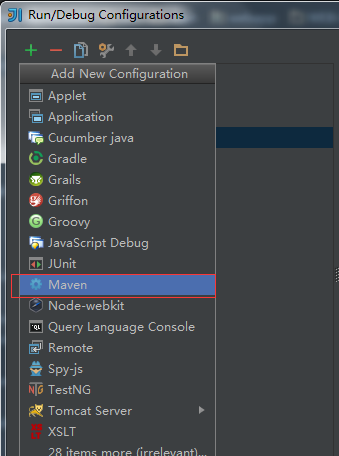 Run/Debug Configurations
Add New Configuration
Applet
Application
Cucumber java
Gradle
Grails
Griffon
Groovy
JavaScript Debug
JUnit
Maven
Node-webkit
Query Language Console
Remote
Spy-js
TestNG
Tomcat Server
XSLT
28 items more (irrelevant)...